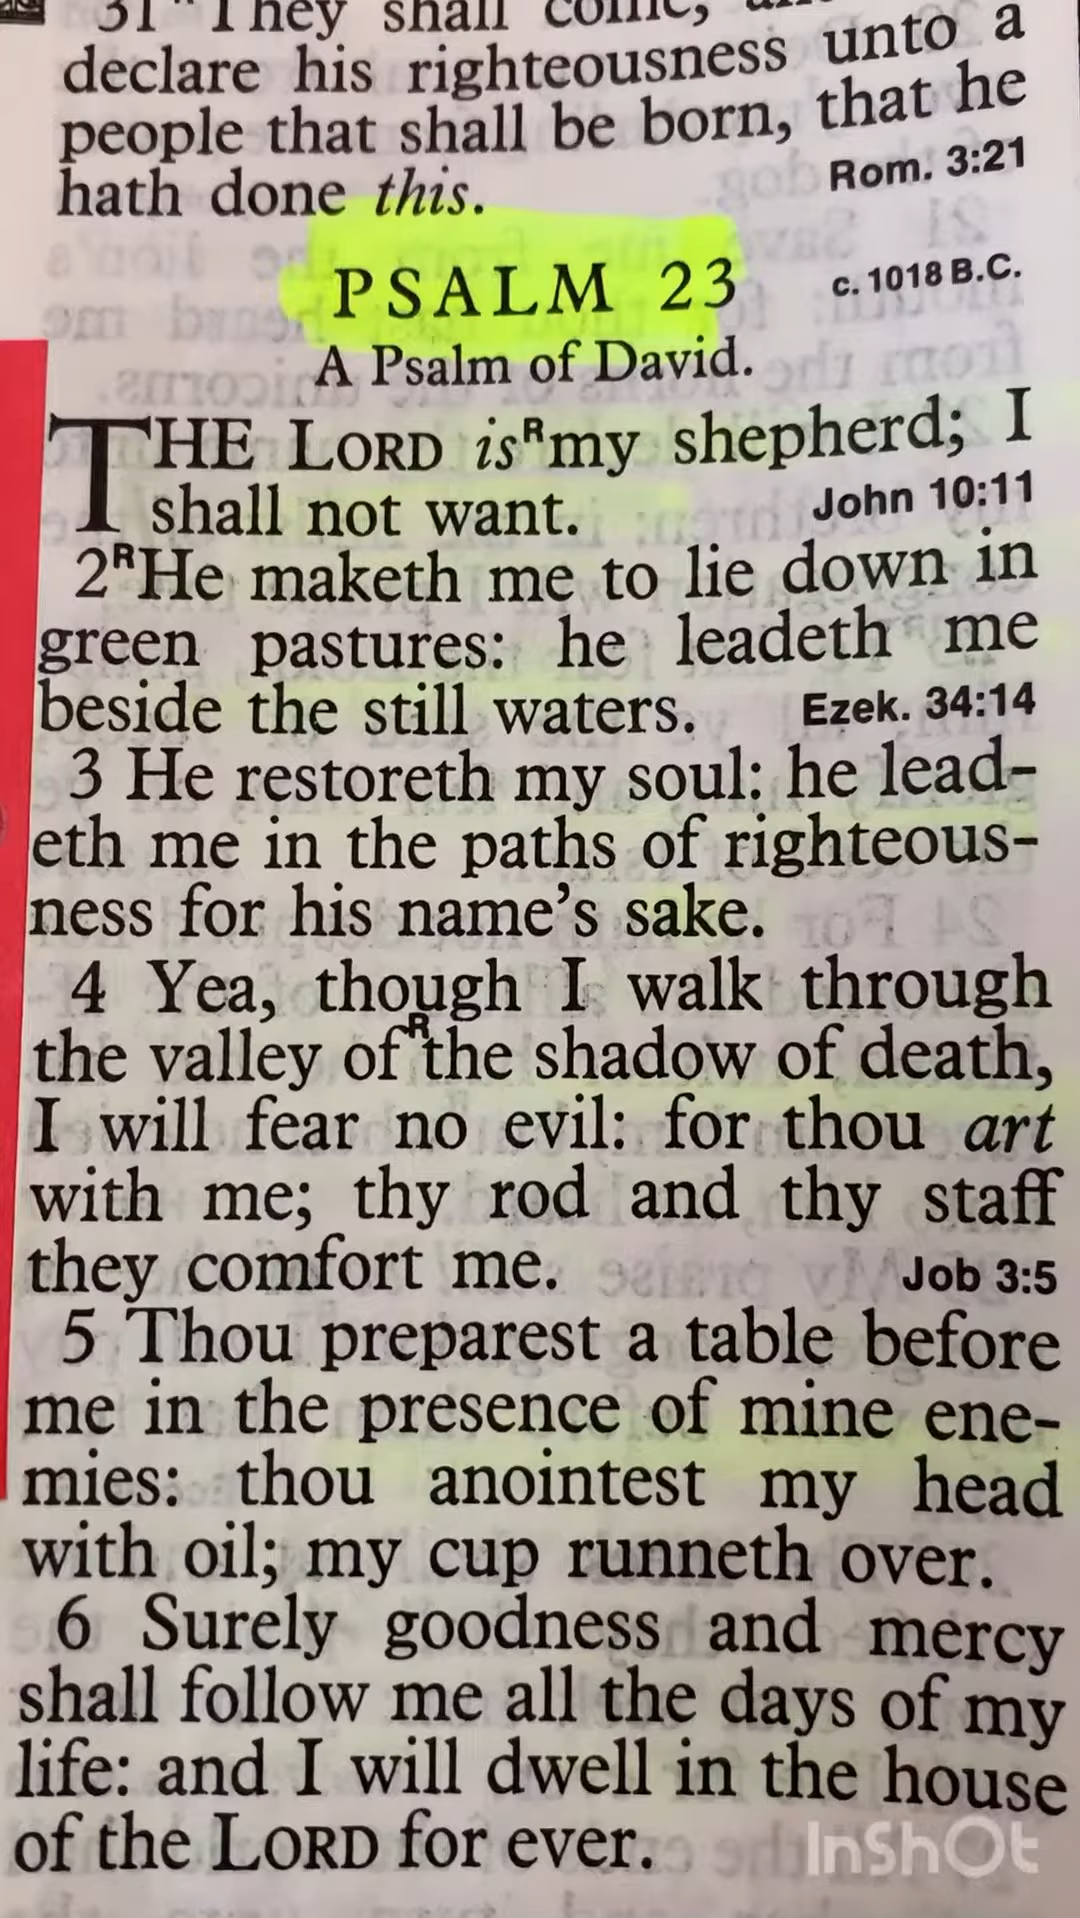 31 They shall come,
declare his righteousness unto a
people that shall be born, that he
hath done this. Rom. 3:21
PSALM 23 c. 1018 B.C.
A Psalm of David.
THE LORD isᴿmy shepherd; I
shall not want. John 10:11
2ᴿHe maketh me to lie down in
green pastures: he leadeth me
beside the still waters. Ezek. 34:14
3 He restoreth my soul: he lead-
eth me in the paths of righteous-
ness for his name's sake.
4 Yea, though I walk through
the valley ofᴿthe shadow of death,
I will fear no evil: for thou art
with me; thy rod and thy staff
they comfort me. Job 3:5
5 Thou preparest a table before
me in the presence of mine ene-
mies: thou anointest my head
with oil; my cup runneth over.
6 Surely goodness and mercy
shall follow me all the days of my
life: and I will dwell in the house
of the LORD for ever.
InShOt